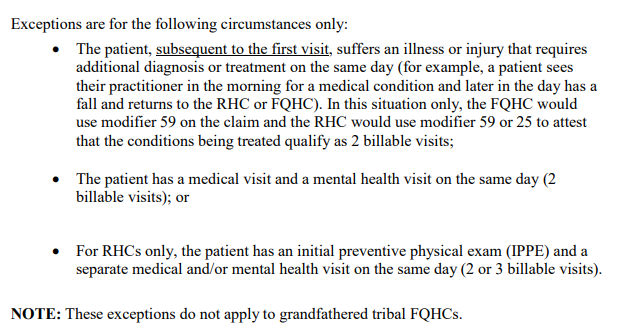 Exceptions are for the following circumstances only:
• The patient, subsequent to the first visit, suffers an illness or injury that requires
additional diagnosis or treatment on the same day (for example, a patient sees
their practitioner in the morning for a medical condition and later in the day has a
fall and returns to the RHC or FQHC). In this situation only, the FQHC would
use modifier 59 on the claim and the RHC would use modifier 59 or 25 to attest
that the conditions being treated qualify as 2 billable visits;
• The patient has a medical visit and a mental health visit on the same day (2
billable visits); or
• For RHCs only, the patient has an initial preventive physical exam (IPPE) and a
separate medical and/or mental health visit on the same day (2 or 3 billable visits).
NOTE: These exceptions do not apply to grandfathered tribal FQHCs.